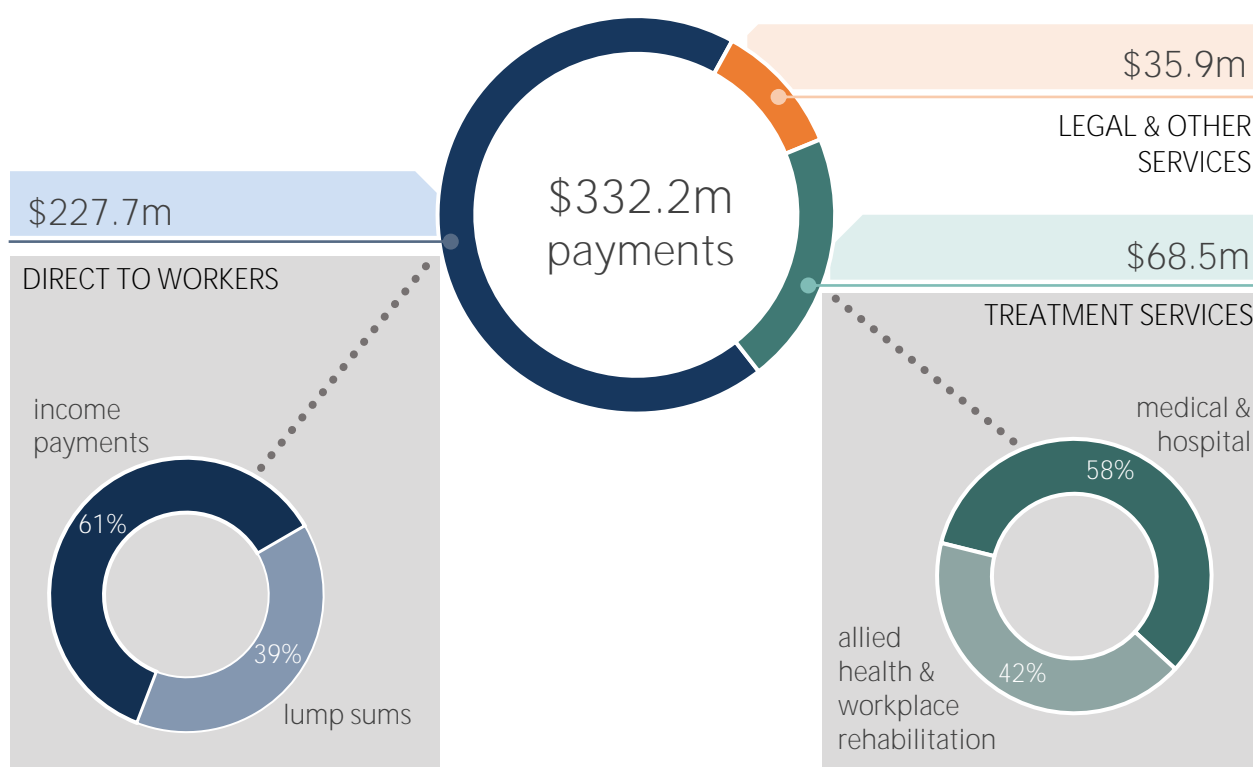 $35.9m
LEGAL & OTHER
SERVICES
$332.2m
payments
$227.7m
DIRECT TO WORKERS
$68.5m
TREATMENT SERVICES
income
payments
61%
39%
lump sums
medical &
hospital
58%
42%
allied
health &
workplace
rehabilitation